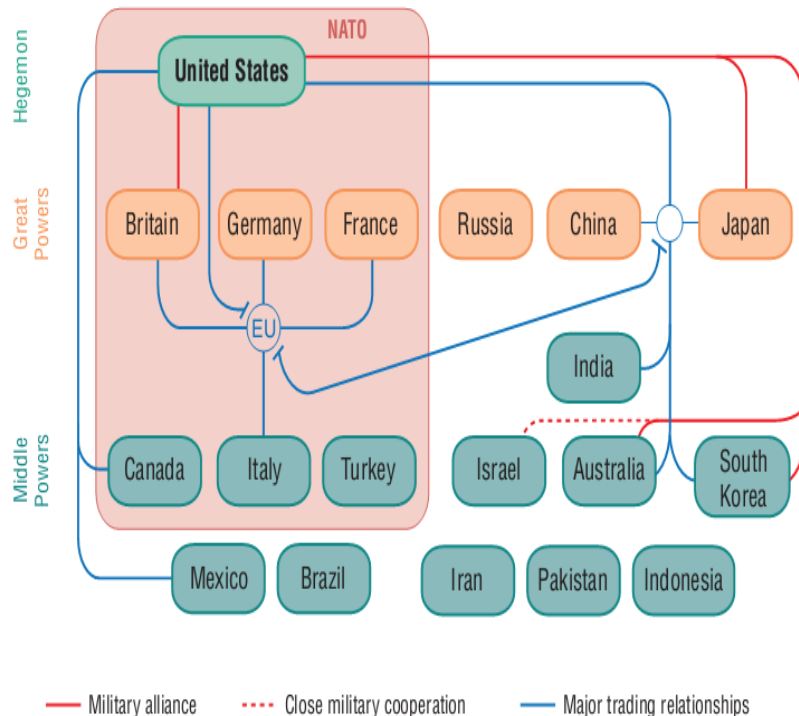 NATO
Hegemon
United States
Great
Powers
Britain
Germany
France
Russia
China
Japan
EU
India
Middle
Powers
Canada
Italy
Turkey
Israel
Australia
South
Korea
Mexico
Brazil
Iran
Pakistan
Indonesia
Military alliance
Close military cooperation
Major trading relationships